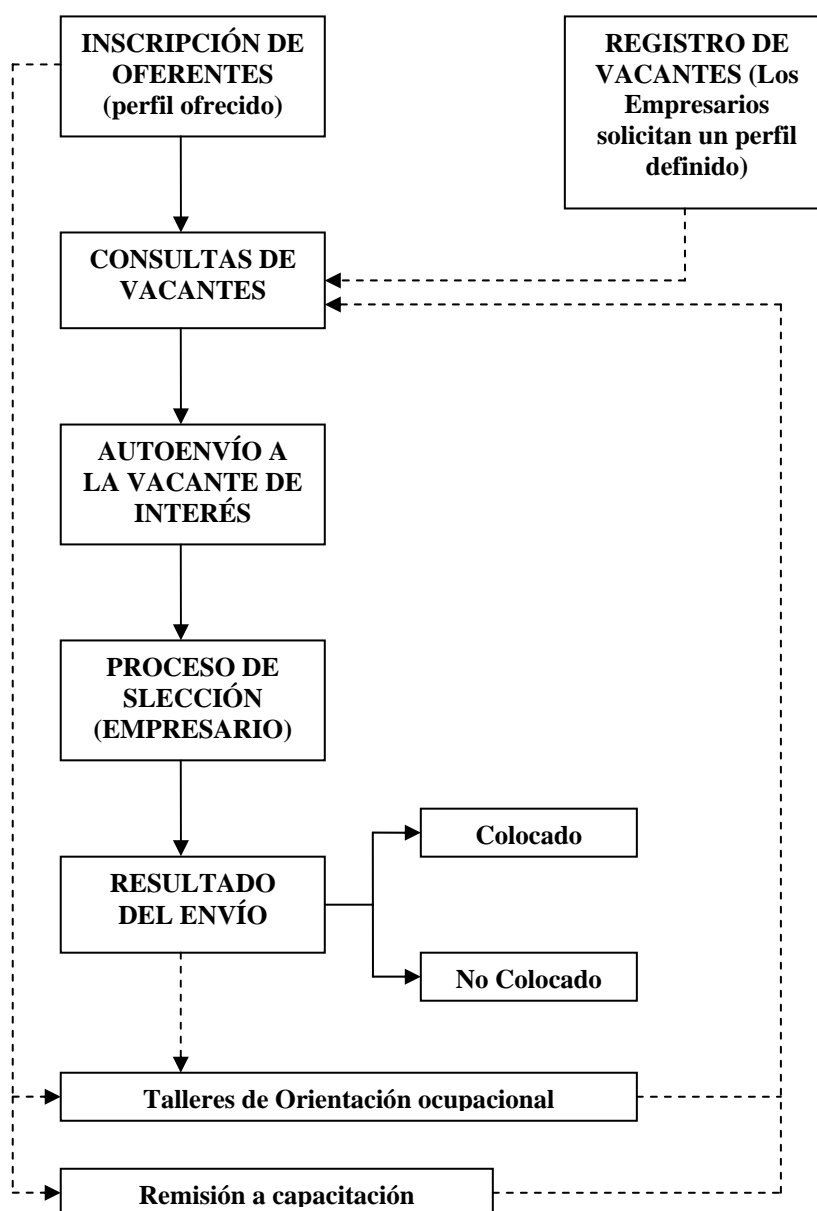 INSCRIPCIÓN DE
OFERENTES
(perfil ofrecido)
REGISTRO DE
VACANTES (Los
Empresarios
solicitan un perfil
definido)
CONSULTAS DE
VACANTES
AUTOENVÍO A
LA VACANTE DE
INTERÉS
PROCESO DE
SLECCIÓN
(EMPRESARIO)
Colocado
RESULTADO
DEL ENVÍO
No Colocado
Talleres de Orientación ocupacional
Remisión a capacitación